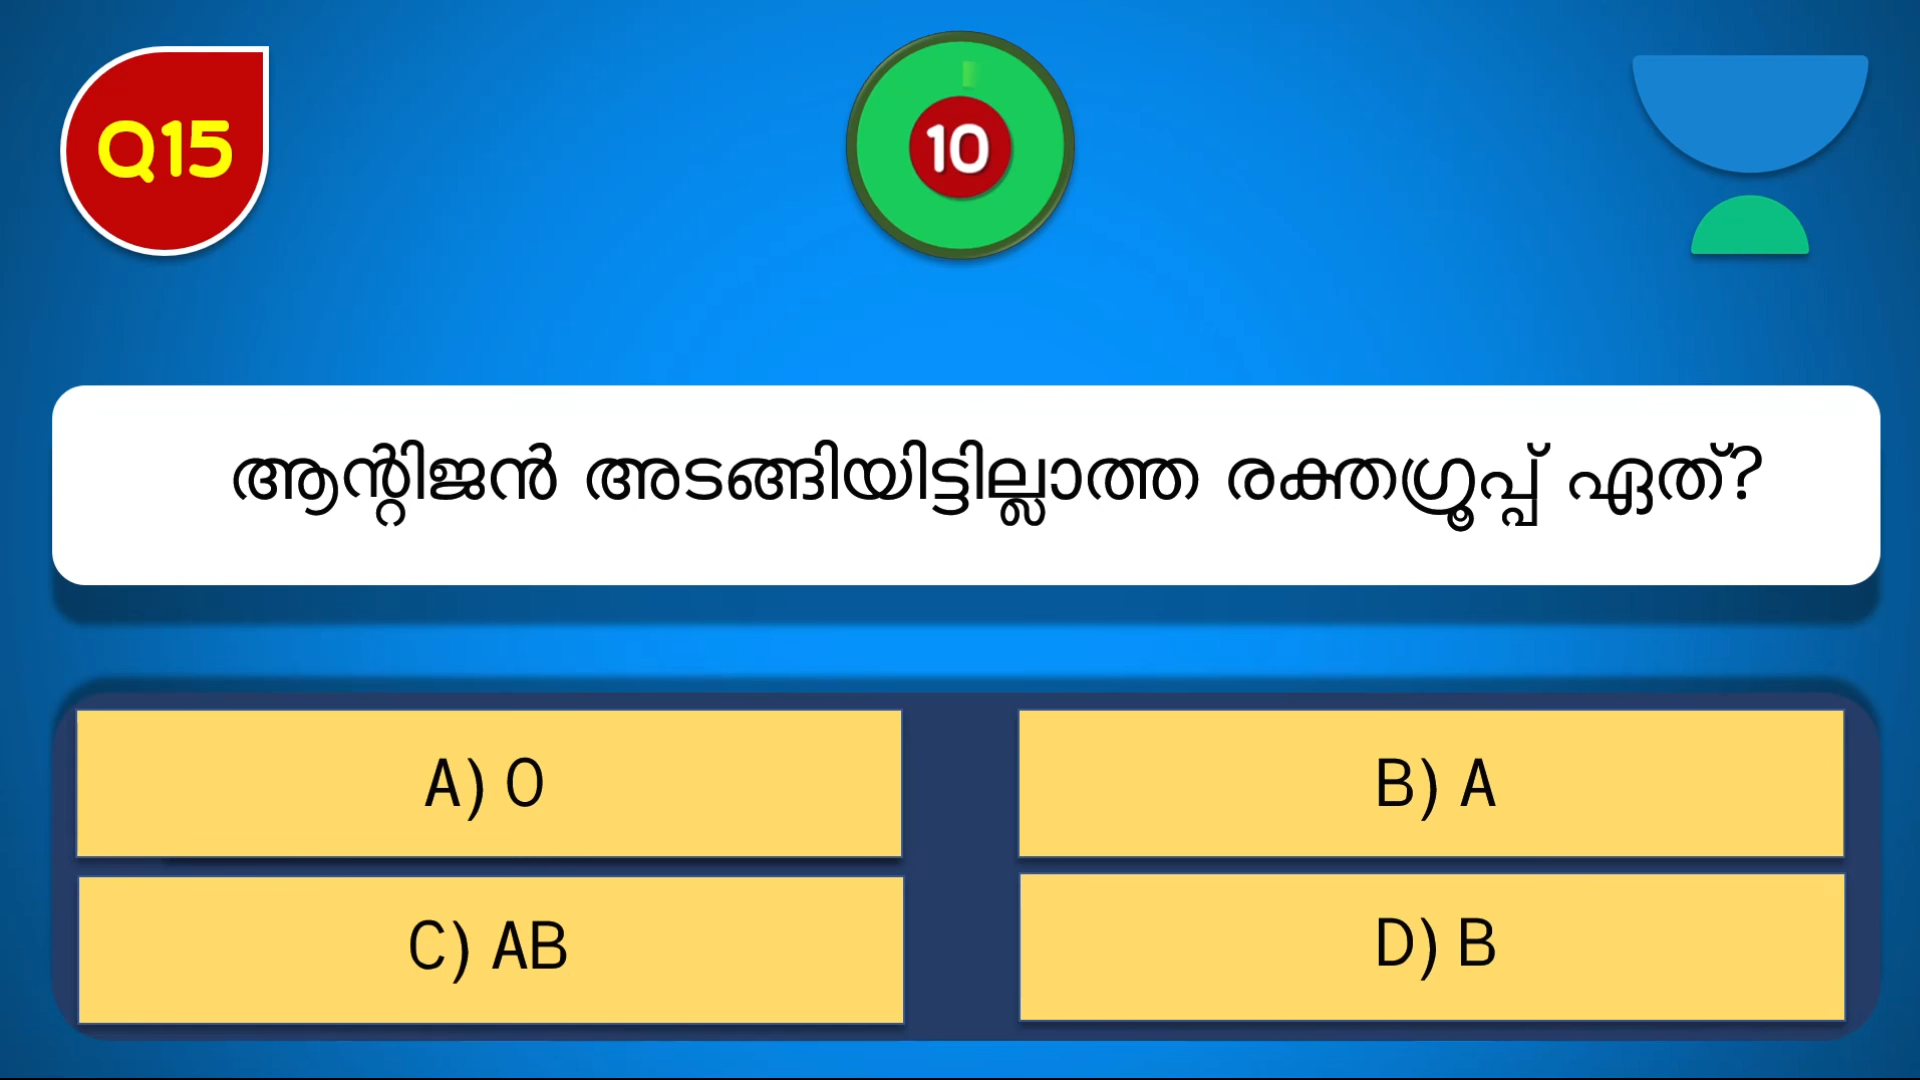 Q15
10
ആന്റിജൻ അടങ്ങിയിട്ടില്ലാത്ത രക്തഗ്രൂപ്പ് ഏത്?
A) O
B) A
C) AB
D) B